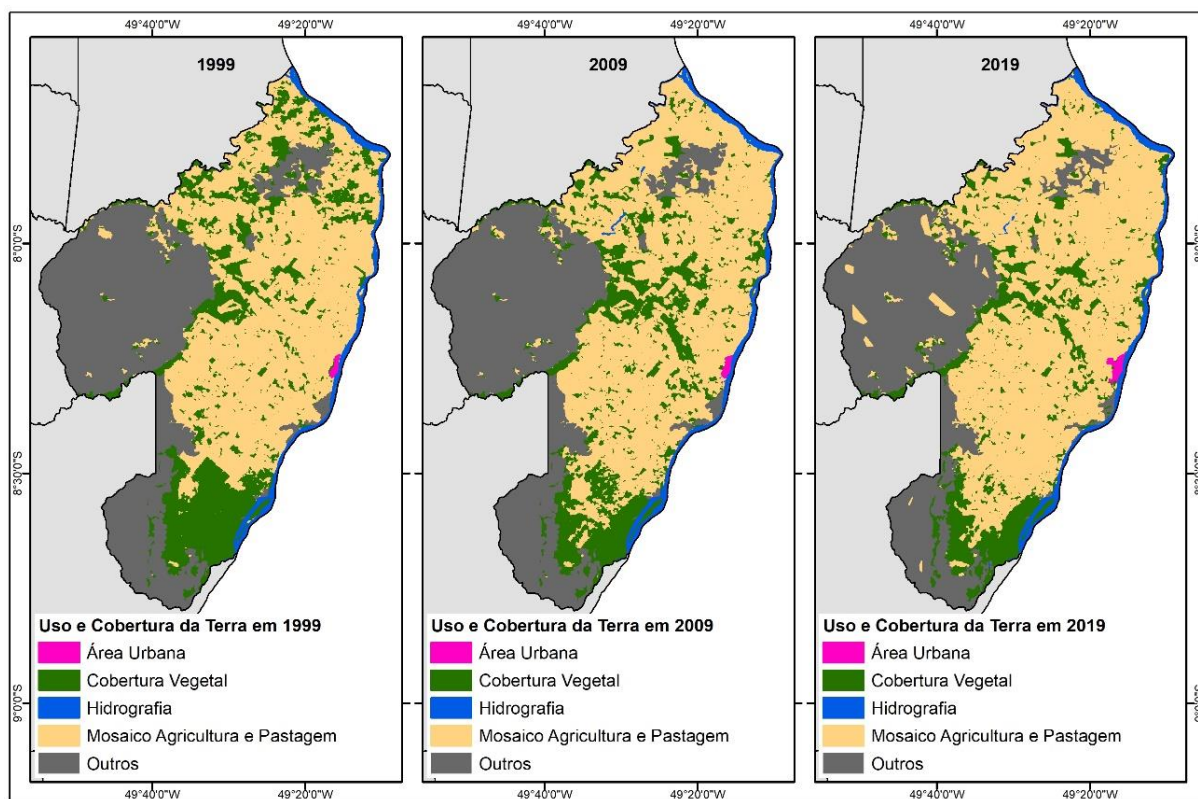 49°40'0"W 49°20'0"W 49°40'0"W 49°20'0"W 49°40'0"W 49°20'0"W
1999 2009 2019
8°0'0"S
8°30'0"S
9°0'0"S
Uso e Cobertura da Terra em 1999
Área Urbana
Cobertura Vegetal
Hidrografia
Mosaico Agricultura e Pastagem
Outros
Uso e Cobertura da Terra em 2009
Área Urbana
Cobertura Vegetal
Hidrografia
Mosaico Agricultura e Pastagem
Outros
Uso e Cobertura da Terra em 2019
Área Urbana
Cobertura Vegetal
Hidrografia
Mosaico Agricultura e Pastagem
Outros
49°40'0"W 49°20'0"W 49°40'0"W 49°20'0"W 49°40'0"W 49°20'0"W